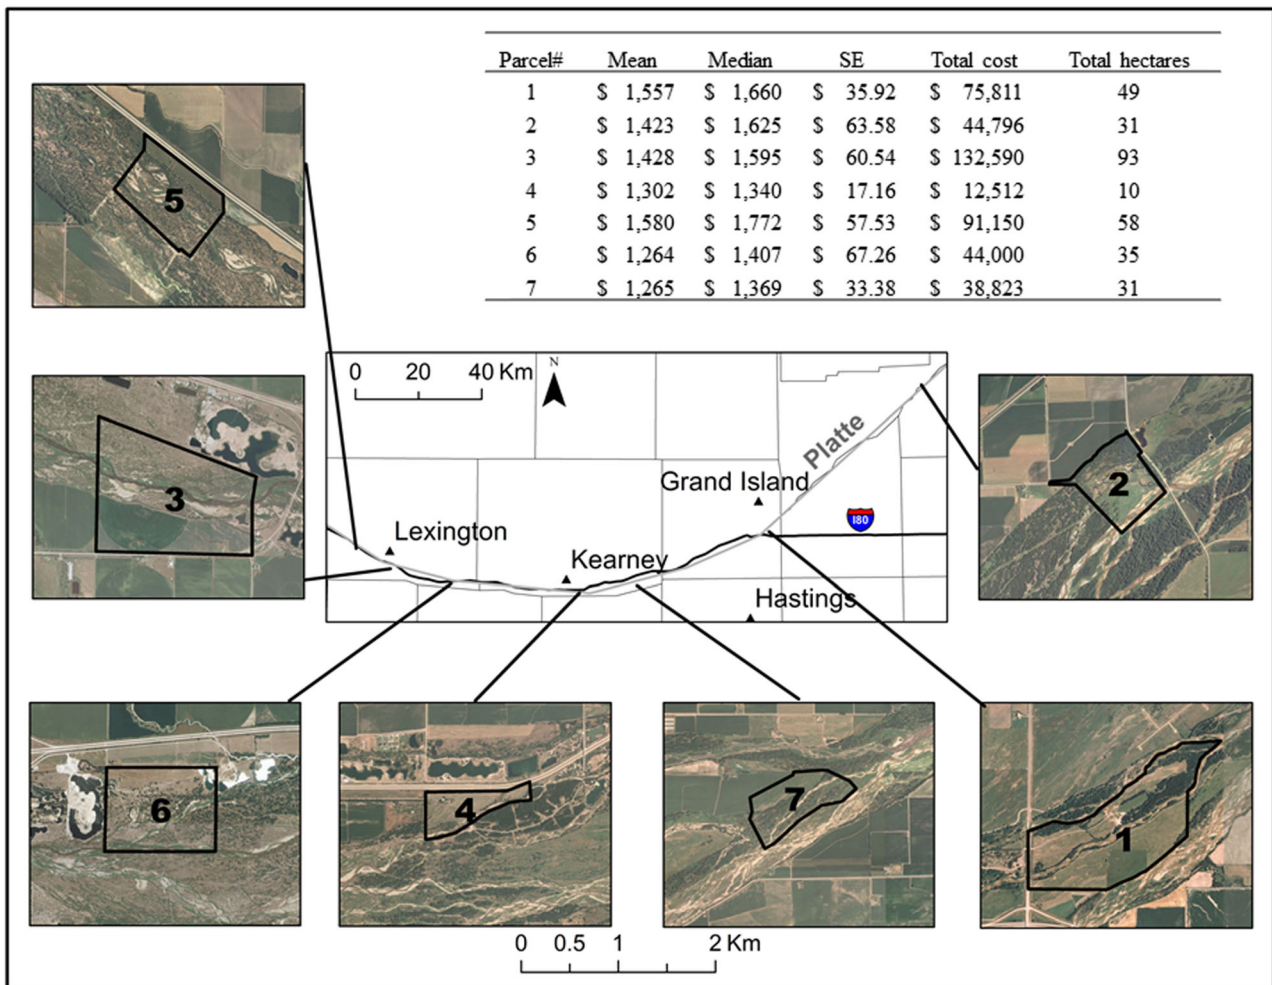 Parcel# Mean Median SE Total cost Total hectares
1 $ 1,557 $ 1,660 $ 35.92 $ 75,811 49
2 $ 1,423 $ 1,625 $ 63.58 $ 44,796 31
3 $ 1,428 $ 1,595 $ 60.54 $ 132,590 93
4 $ 1,302 $ 1,340 $ 17.16 $ 12,512 10
5 $ 1,580 $ 1,772 $ 57.53 $ 91,150 58
6 $ 1,264 $ 1,407 $ 67.26 $ 44,000 35
7 $ 1,265 $ 1,369 $ 33.38 $ 38,823 31
5
0 20 40 Km
N
3
2
Platte
Grand Island
I80
Lexington
Kearney
Hastings
6
4
7
1
0 0.5 1 2 Km